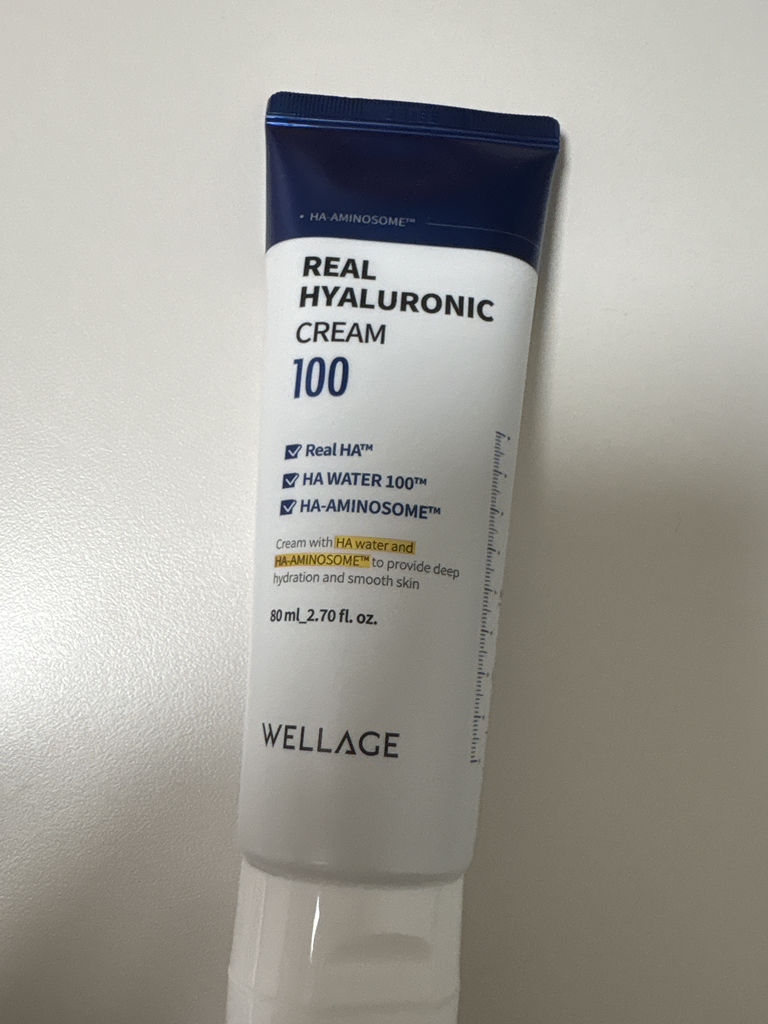 • HA-AMINOSOME™
REAL
HYALURONIC
CREAM
100
Real HA™
HA WATER 100™
HA-AMINOSOME™
Cream with HA water and
HA-AMINOSOME™ to provide deep
hydration and smooth skin
80 ml_2.70 fl. oz.
WELLAGE